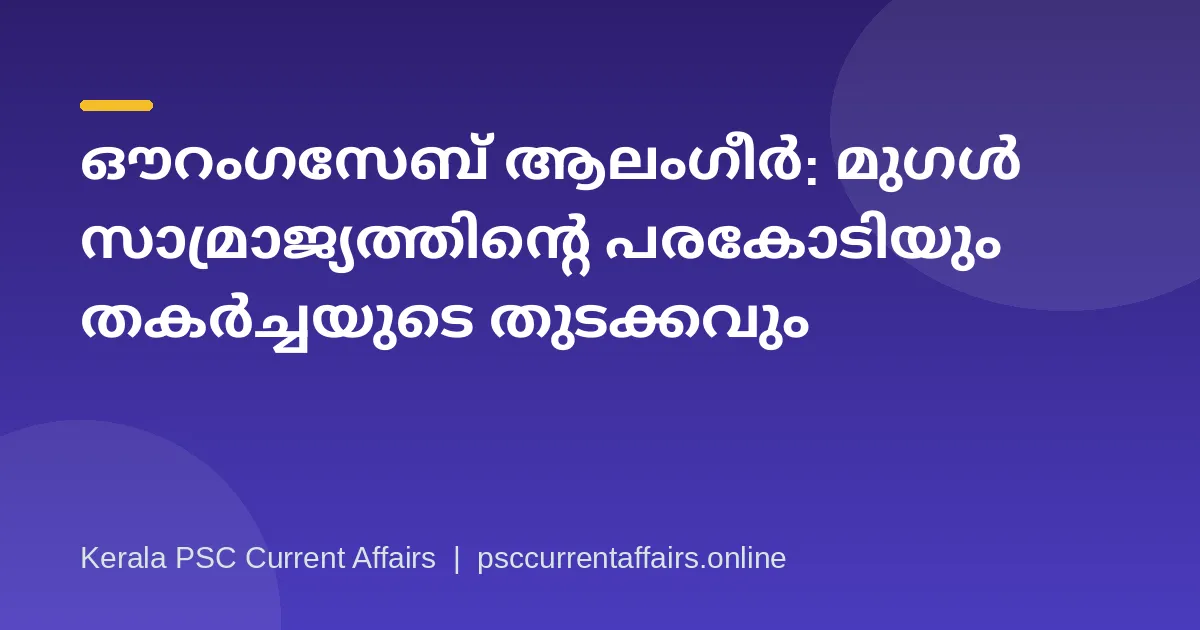 ഔറംഗസേബ് ആലംഗീർ: മുഗൾ
സാമ്രാജ്യത്തിന്റെ പരകോടിയും
തകർച്ചയുടെ തുടക്കവും
Kerala PSC Current Affairs | psccurrentaffairs.online